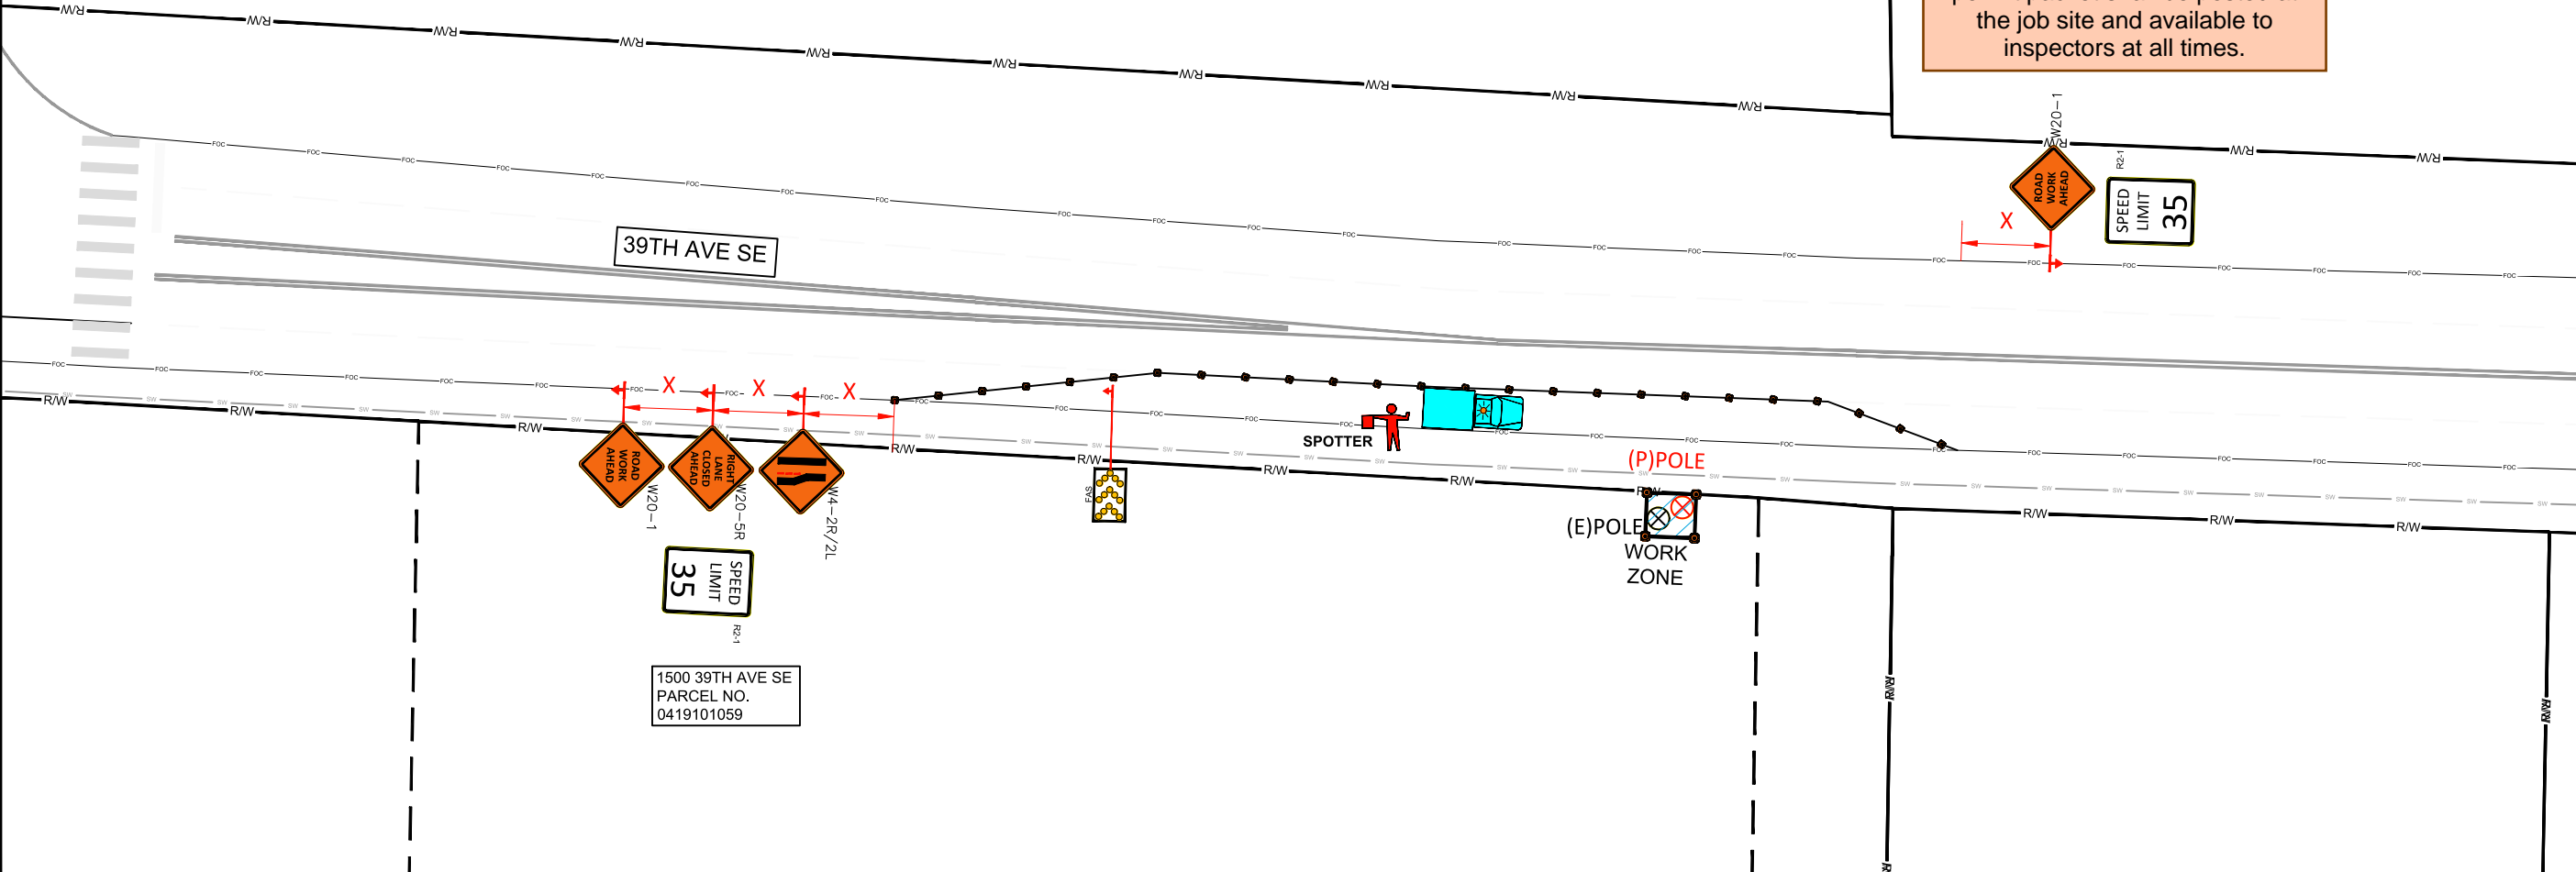 the job site and available to
inspectors at all times.
W20-1
R2-1
ROAD
WORK
AHEAD
SPEED
LIMIT
35
X
39TH AVE SE
X
X
X
SPOTTER
(P)POLE
(E)POLE
WORK
ZONE
ROAD
WORK
AHEAD
W20-1
RIGHT
LANE
CLOSED
AHEAD
W20-5R
W4-2R/2L
FAS
SPEED
LIMIT
35
R2-1
1500 39TH AVE SE
PARCEL NO.
0419101059
R/W
FOC
SW